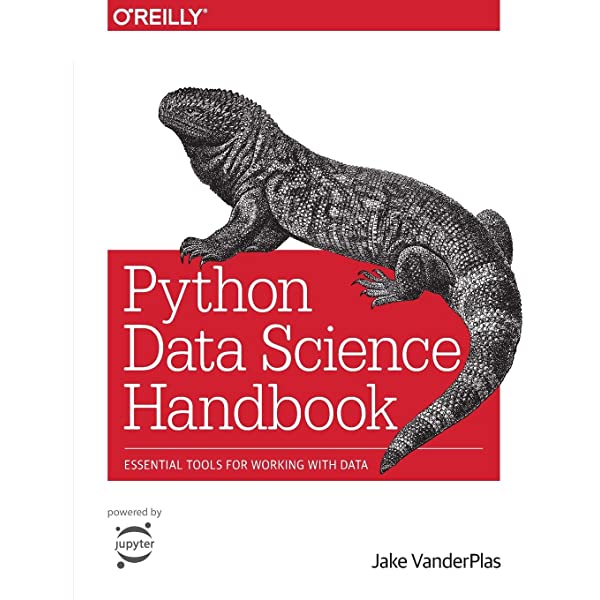 O'REILLY®
Python
Data Science
Handbook
ESSENTIAL TOOLS FOR WORKING WITH DATA
powered by
jupyter
Jake VanderPlas